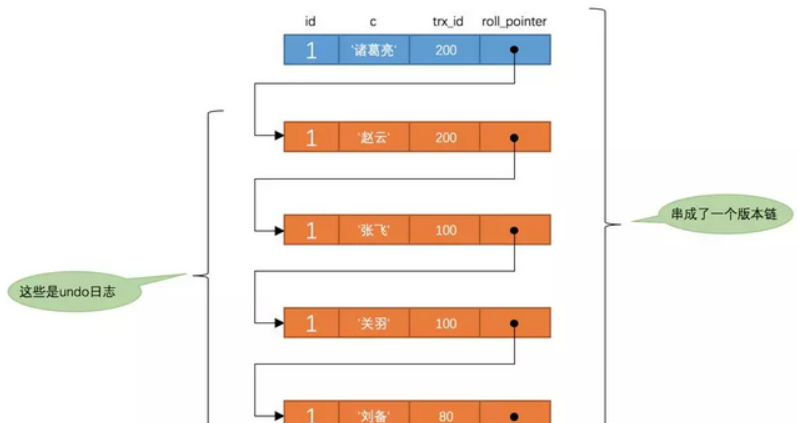 id c trx_id roll_pointer
1 '诸葛亮' 200
1 '赵云' 200
串成了一个版本链
1 '张飞' 100
这些是undo日志
1 '关羽' 100
1 '刘备' 80